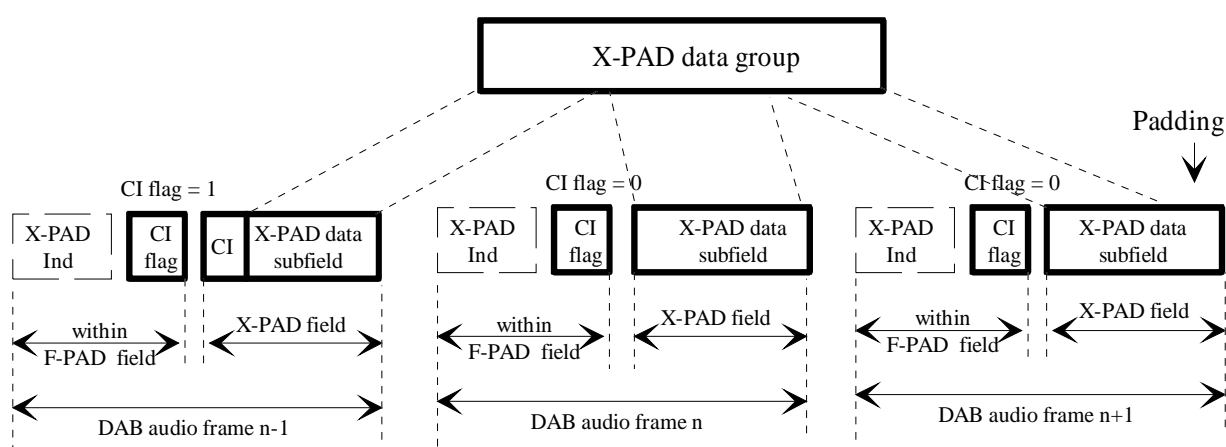 X-PAD data group
Padding
CI flag = 1
CI flag = 0
CI flag = 0
X-PAD
Ind
CI
flag
CI
X-PAD data
subfield
X-PAD
Ind
CI
flag
X-PAD data
subfield
X-PAD
Ind
CI
flag
X-PAD data
subfield
within
F-PAD field
X-PAD field
within
F-PAD field
X-PAD field
within
F-PAD field
X-PAD field
DAB audio frame n-1
DAB audio frame n
DAB audio frame n+1